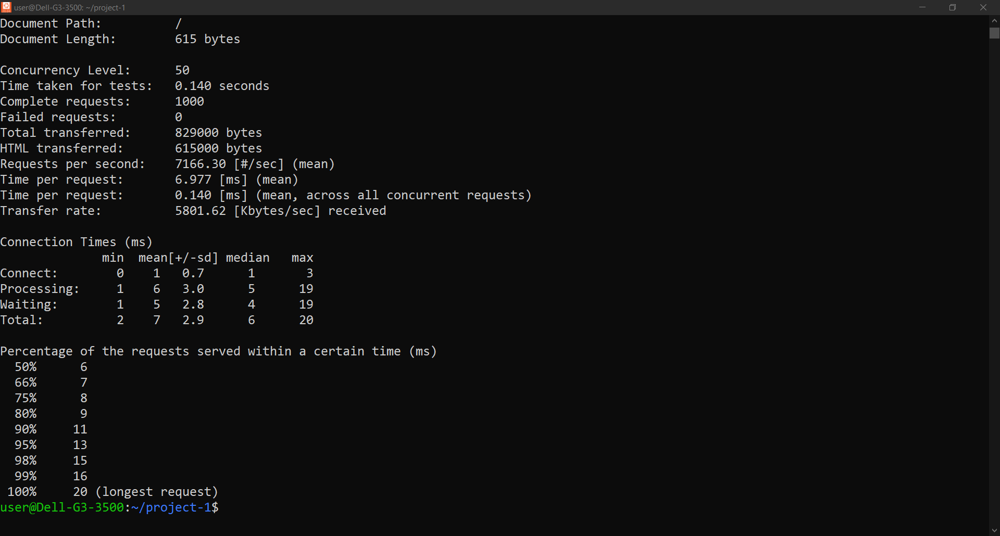 user@Dell-G3-3500: ~/project-1
Document Path:          /
Document Length:        615 bytes

Concurrency Level:      50
Time taken for tests:   0.140 seconds
Complete requests:      1000
Failed requests:        0
Total transferred:      829000 bytes
HTML transferred:       615000 bytes
Requests per second:    7166.30 [#/sec] (mean)
Time per request:       6.977 [ms] (mean)
Time per request:       0.140 [ms] (mean, across all concurrent requests)
Transfer rate:          5801.62 [Kbytes/sec] received

Connection Times (ms)
              min  mean[+/-sd] median   max
Connect:        0    1   0.7      1       3
Processing:     1    6   3.0      5      19
Waiting:        1    5   2.8      4      19
Total:          2    7   2.9      6      20

Percentage of the requests served within a certain time (ms)
  50%      6
  66%      7
  75%      8
  80%      9
  90%     11
  95%     13
  98%     15
  99%     16
 100%     20 (longest request)
user@Dell-G3-3500:~/project-1$